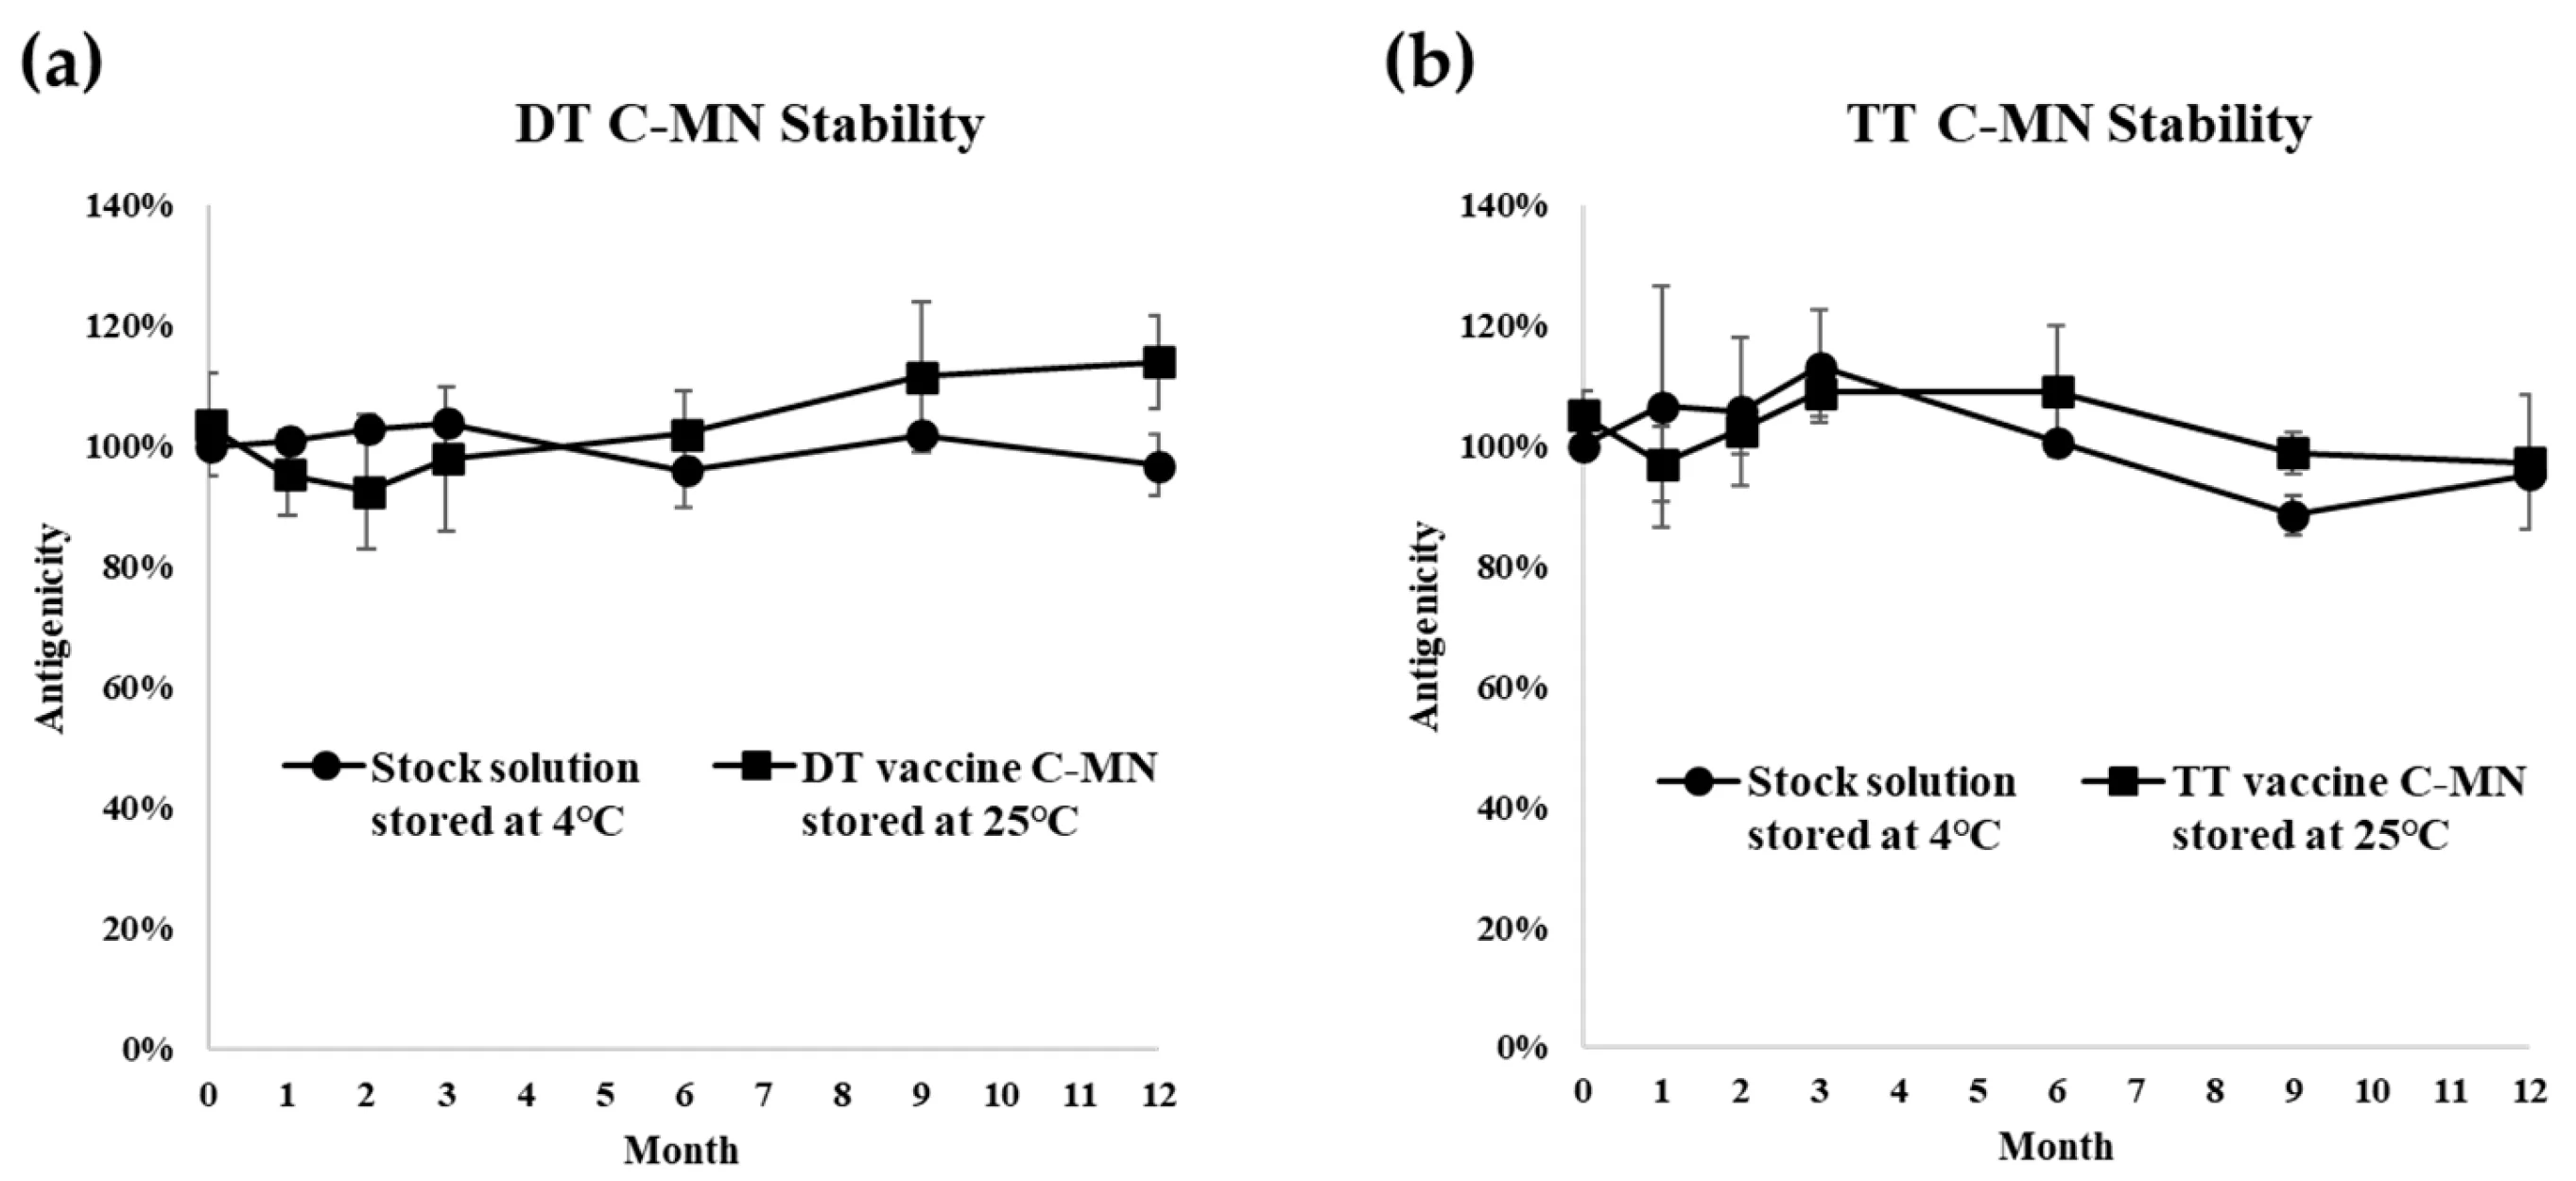 (a)
DT C-MN Stability
140%
120%
100%
80%
60%
40%
20%
0%
Antigenicity
Stock solution
stored at 4°C
DT vaccine C-MN
stored at 25°C
0 1 2 3 4 5 6 7 8 9 10 11 12
Month
(b)
TT C-MN Stability
140%
120%
100%
80%
60%
40%
20%
0%
Antigenicity
Stock solution
stored at 4°C
TT vaccine C-MN
stored at 25°C
0 1 2 3 4 5 6 7 8 9 10 11 12
Month